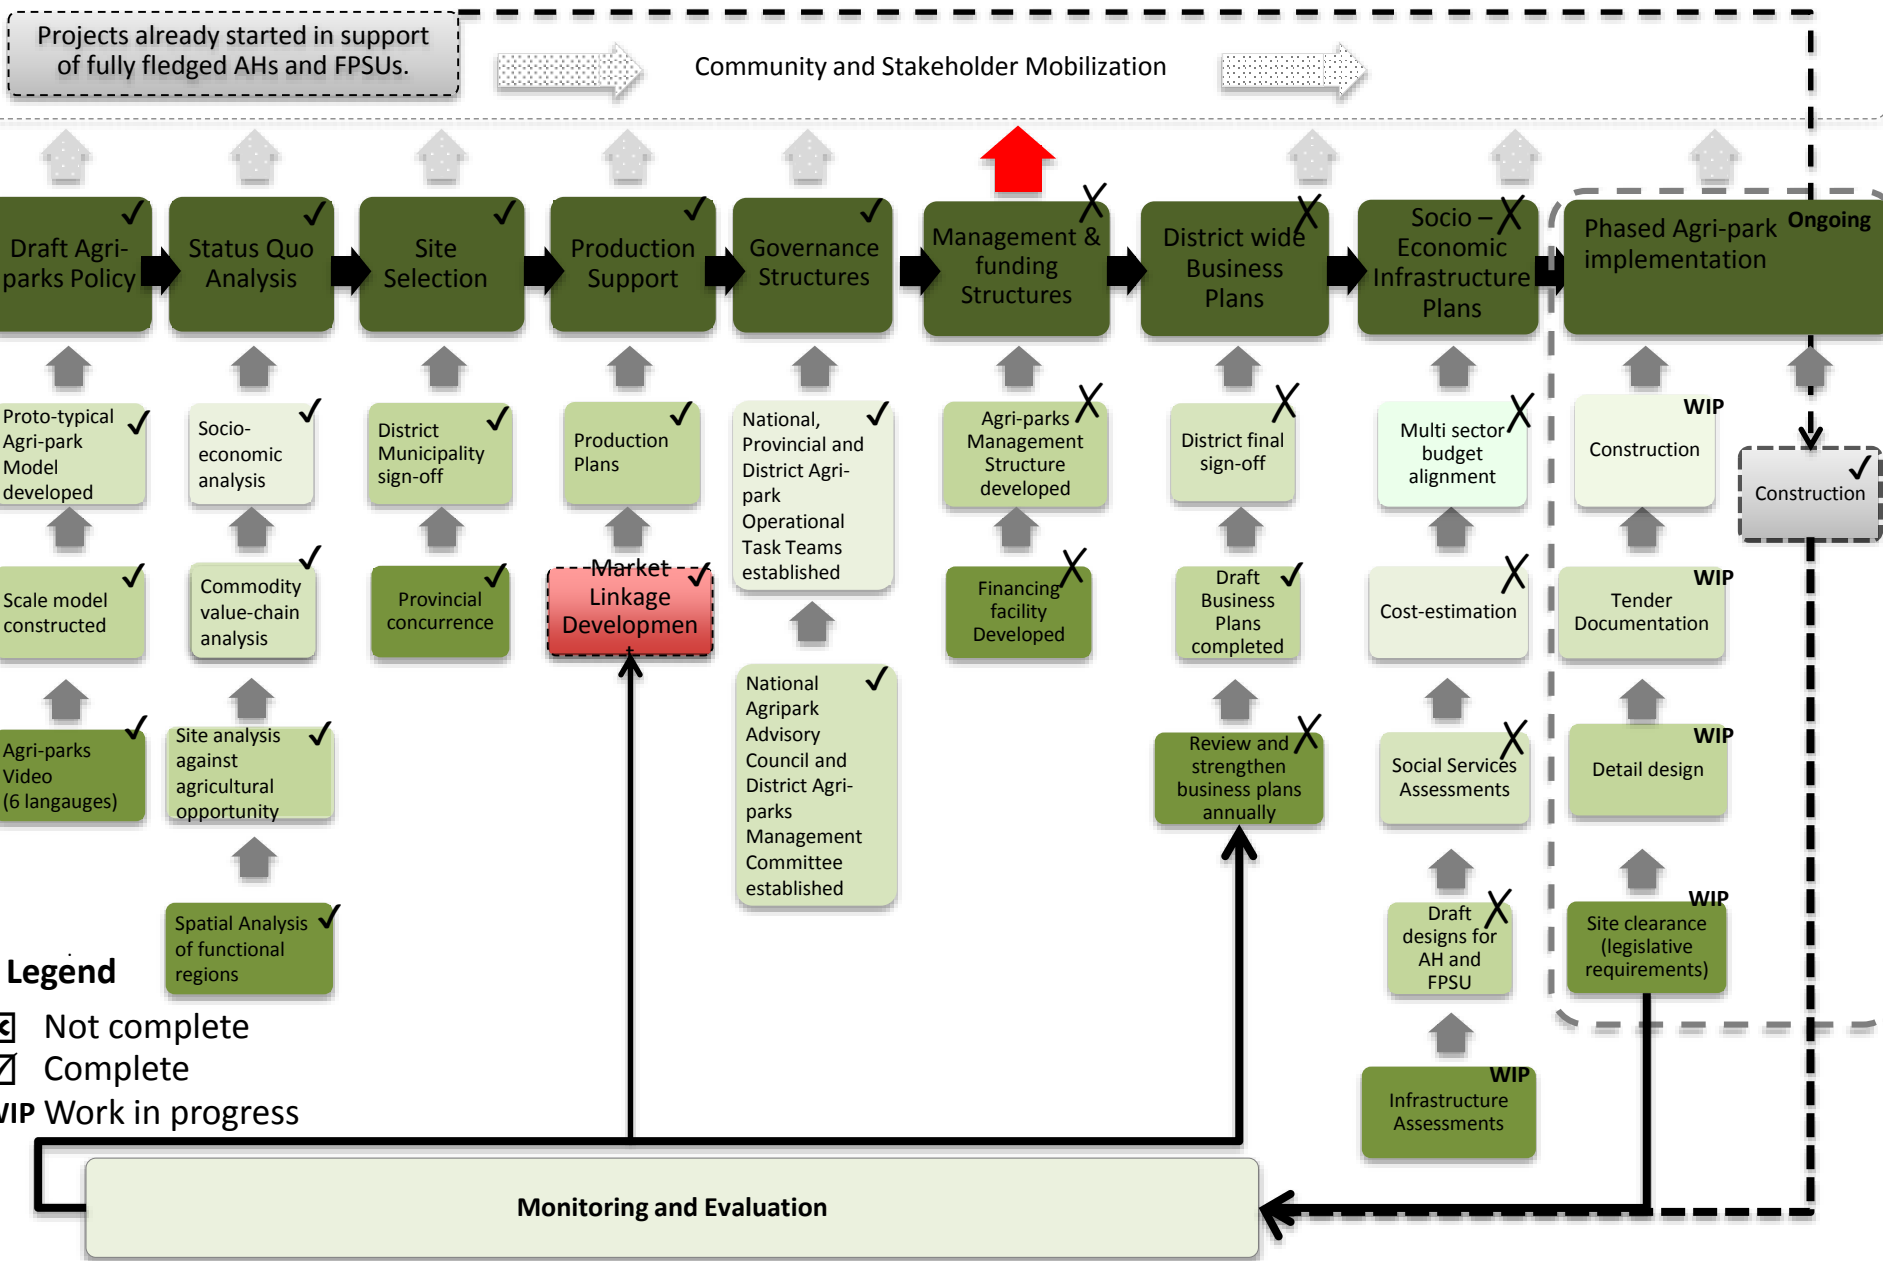 Projects already started in support
of fully fledged AHs and FPSUs.
Community and Stakeholder Mobilization
Draft Agri-
parks Policy
Status Quo
Analysis
Site
Selection
Production
Support
Governance
Structures
Management &
funding
Structures
District wide
Business
Plans
Socio –
Economic
Infrastructure
Plans
Phased Agri-park
implementation
Ongoing
Proto-typical
Agri-park
Model
developed
Scale model
constructed
Agri-parks
Video
(6 langauges)
Socio-
economic
analysis
Commodity
value-chain
analysis
Site analysis
against
agricultural
opportunity
Spatial Analysis
of functional
regions
District
Municipality
sign-off
Provincial
concurrence
Production
Plans
Market
Linkage
Developmen
t
National,
Provincial and
District Agri-
park
Operational
Task Teams
established
National
Agripark
Advisory
Council and
District Agri-
parks
Management
Committee
established
Agri-parks
Management
Structure
developed
Financing
facility
Developed
District final
sign-off
Draft
Business
Plans
completed
Review and
strengthen
business plans
annually
Multi sector
budget
alignment
Cost-estimation
Social Services
Assessments
Draft
designs for
AH and
FPSU
WIP
Infrastructure
Assessments
WIP
Construction
WIP
Tender
Documentation
WIP
Detail design
WIP
Site clearance
(legislative
requirements)
Construction
Legend
Not complete
Complete
WIP Work in progress
Monitoring and Evaluation